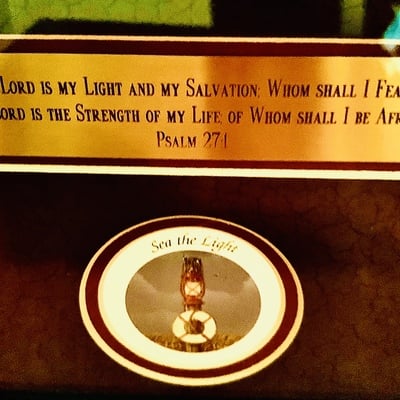 Lord is my Light and my Salvation; Whom shall I Fea
ord is the Strength of my Life; of Whom shall I be Afr
Psalm 27:1
Sea the Light